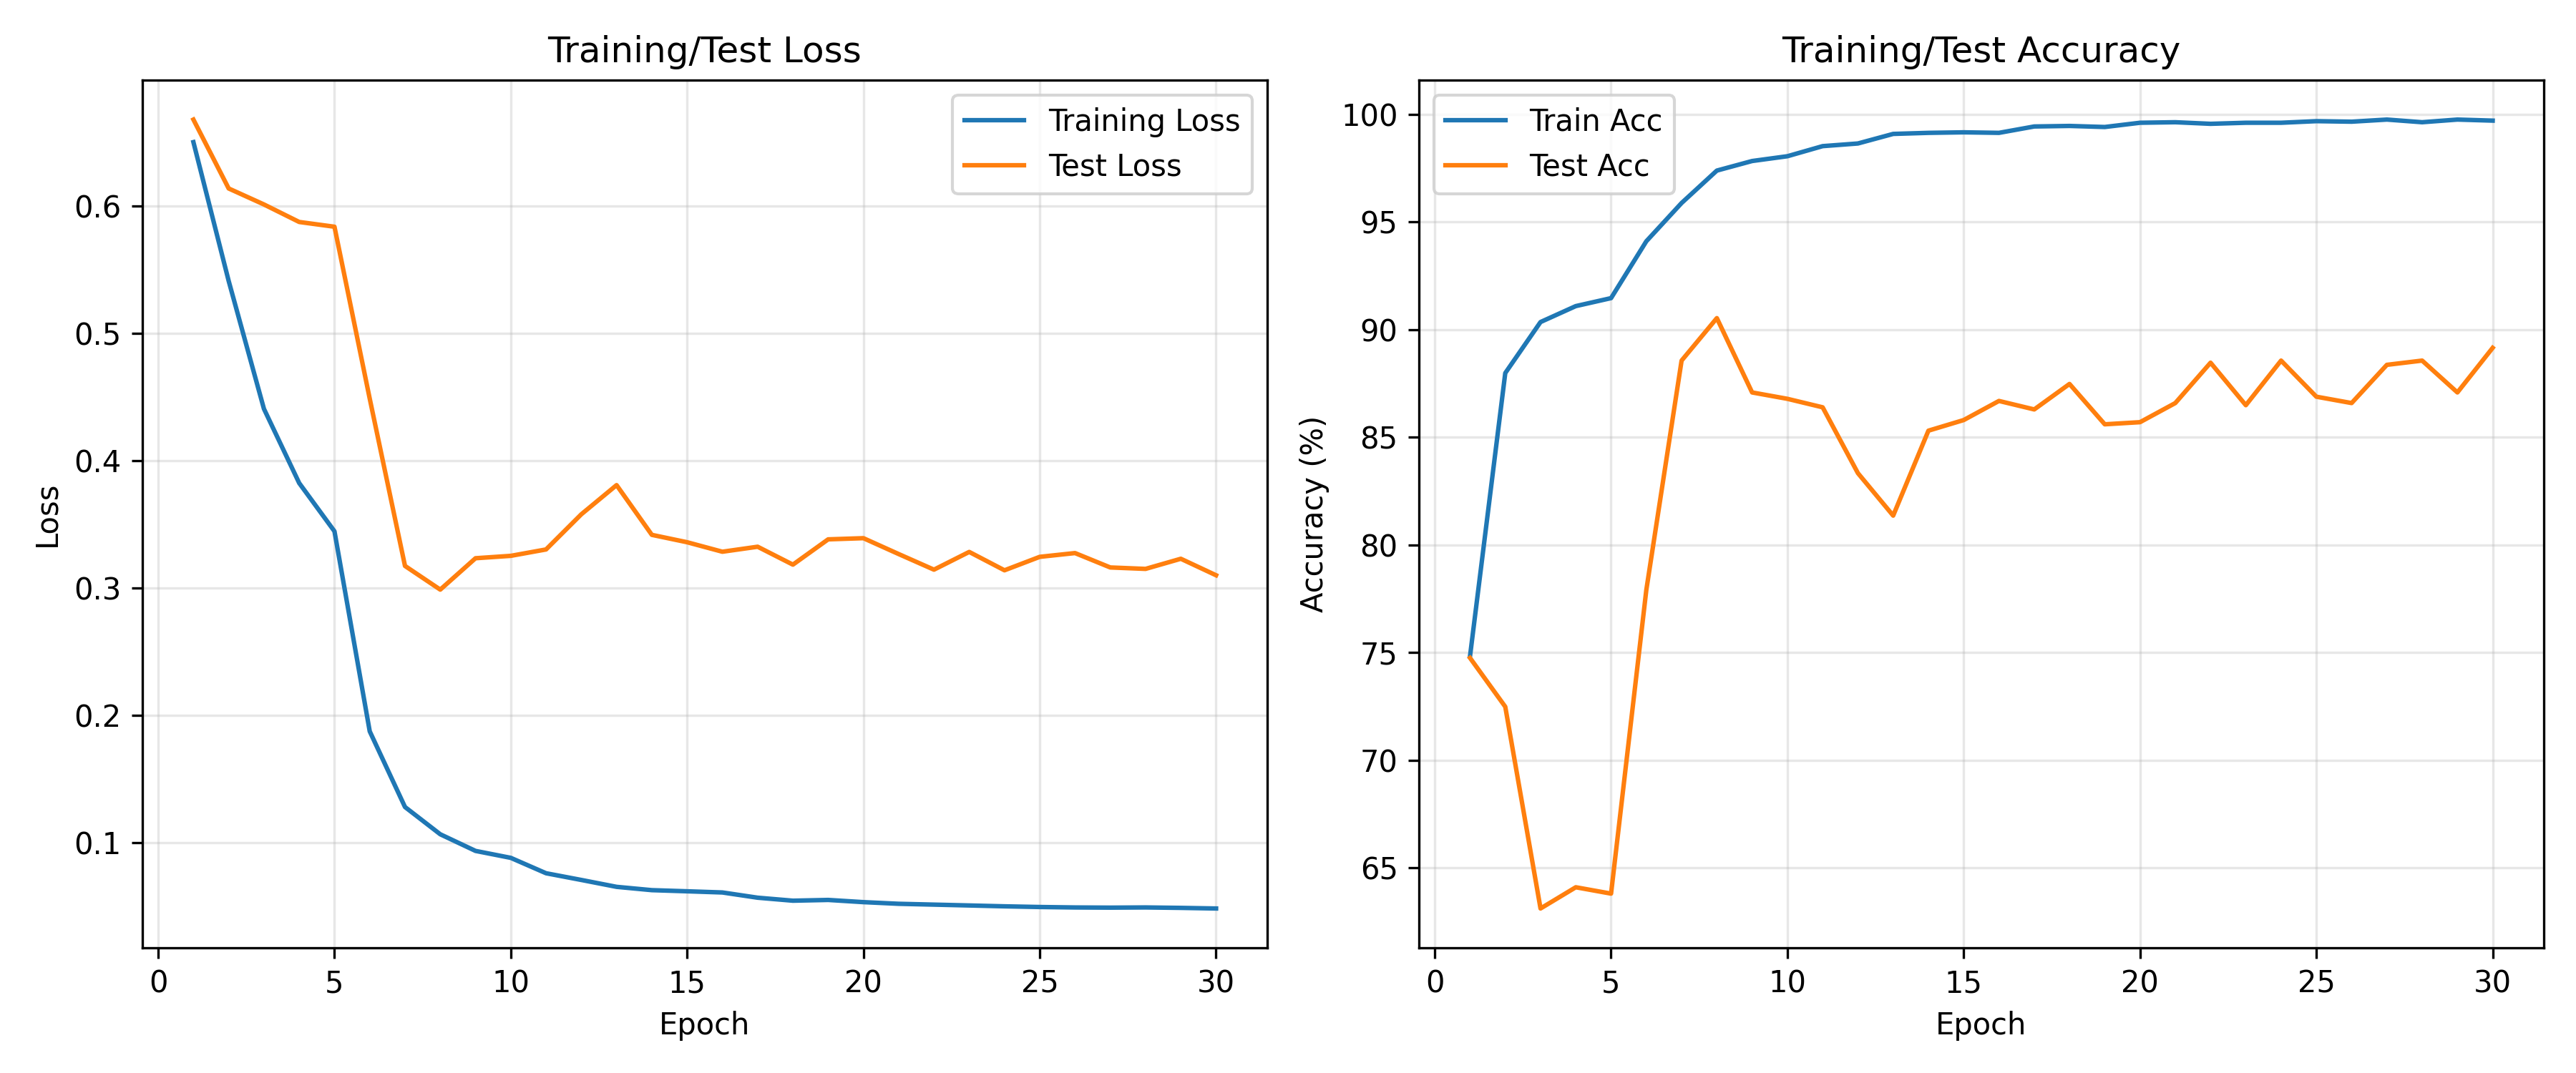 Training/Test Loss
Training Loss
Test Loss
0.6
0.5
0.4
0.3
0.2
0.1
Loss
0 5 10 15 20 25 30
Epoch
Training/Test Accuracy
Train Acc
Test Acc
100
95
90
85
80
75
70
65
Accuracy (%)
0 5 10 15 20 25 30
Epoch